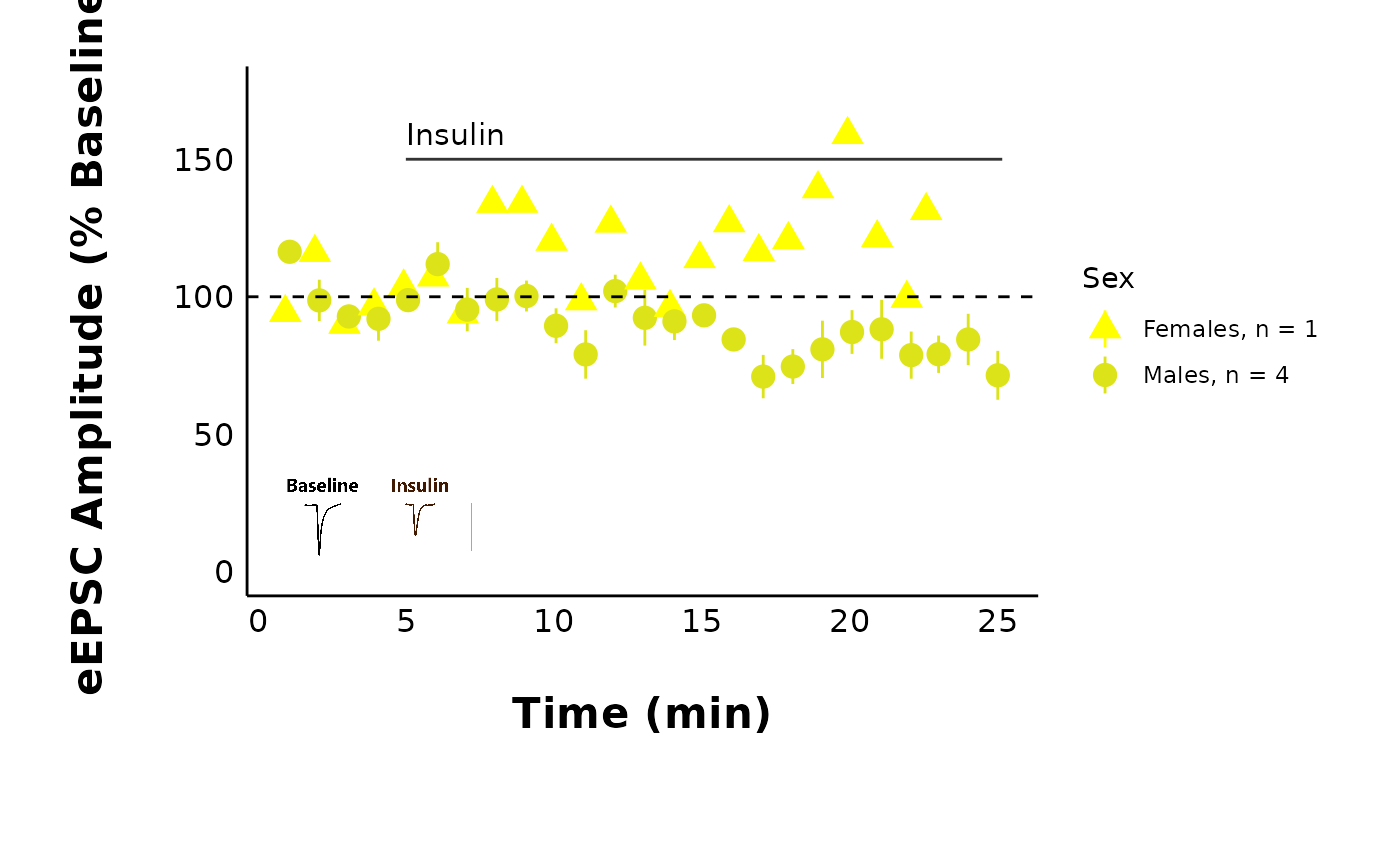 eEPSC Amplitude (% Baseline
150
100
50
0
Insulin
Baseline Insulin
0 5 10 15 20 25
Time (min)
Sex
Females, n = 1
Males, n = 4